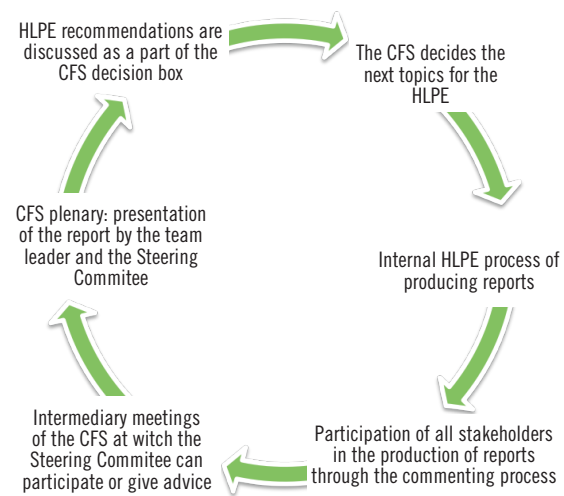 HLPE recommendations are
discussed as a part of the
CFS decision box
The CFS decides the
next topics for the
HLPE
Internal HLPE process of
producing reports
Participation of all stakeholders
in the production of reports
through the commenting process
Intermediary meetings
of the CFS at witch the
Steering Commitee can
participate or give advice
CFS plenary: presentation
of the report by the team
leader and the Steering
Commitee